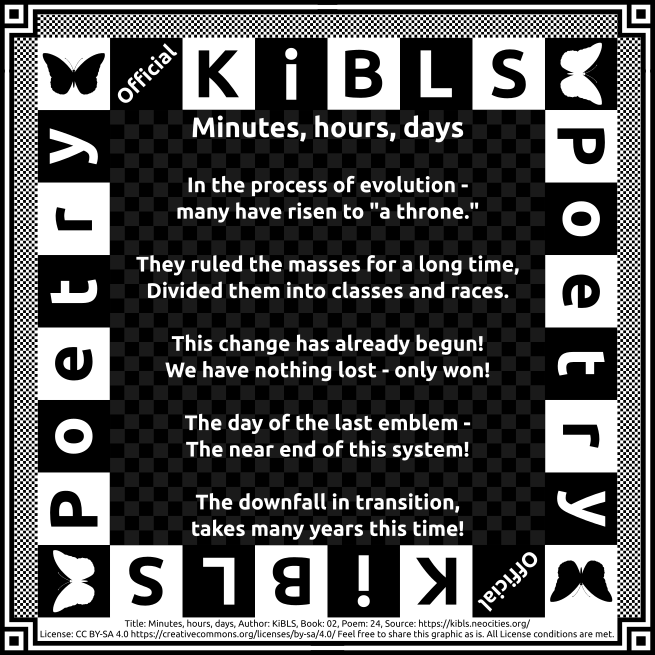 Official KiBLS
Poetry
Poetry
Minutes, hours, days
In the process of evolution -
many have risen to "a throne."
They ruled the masses for a long time,
Divided them into classes and races.
This change has already begun!
We have nothing lost - only won!
The day of the last emblem -
The near end of this system!
The downfall in transition,
takes many years this time!
Official KiBLS
Title: Minutes, hours, days, Author: KiBLS, Book: 02, Poem: 24, Source: https://kibls.neocities.org/
License: CC BY-SA 4.0 https://creativecommons.org/licenses/by-sa/4.0/ Feel free to share this graphic as is. All License conditions are met.